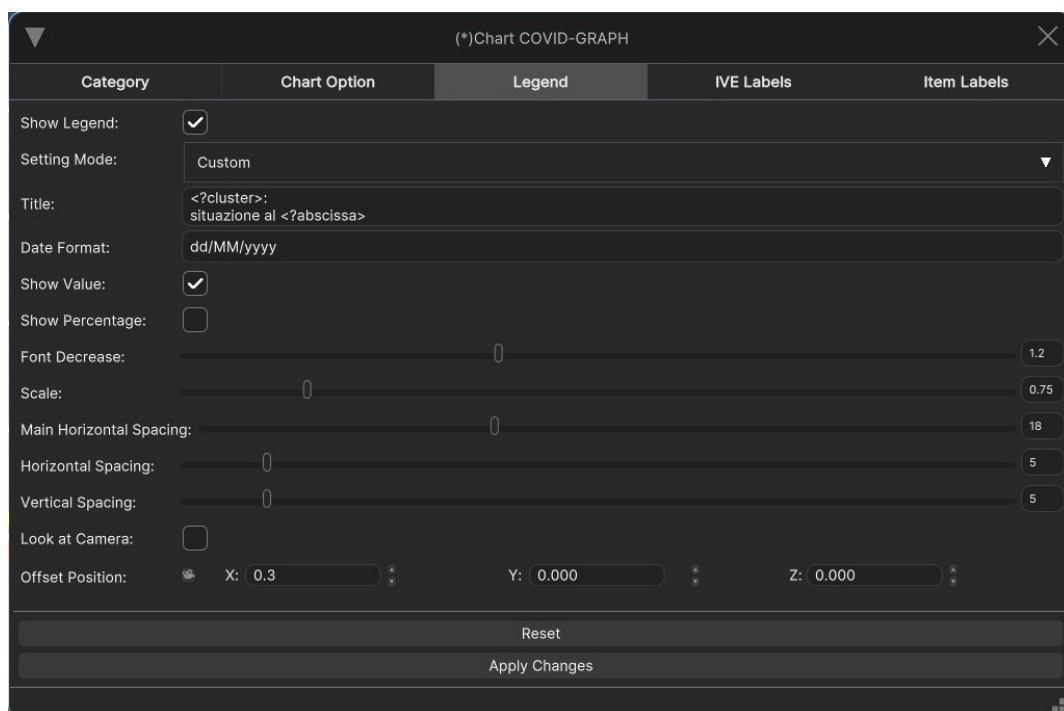 (*)Chart COVID-GRAPH
Category Chart Option Legend IVE Labels Item Labels
Show Legend:
Setting Mode: Custom
Title: <?cluster>:
situazione al <?abscissa>
Date Format: dd/MM/yyyy
Show Value:
Show Percentage:
Font Decrease: 1.2
Scale: 0.75
Main Horizontal Spacing: 18
Horizontal Spacing: 5
Vertical Spacing: 5
Look at Camera:
Offset Position: X: 0.3 Y: 0.000 Z: 0.000
Reset
Apply Changes